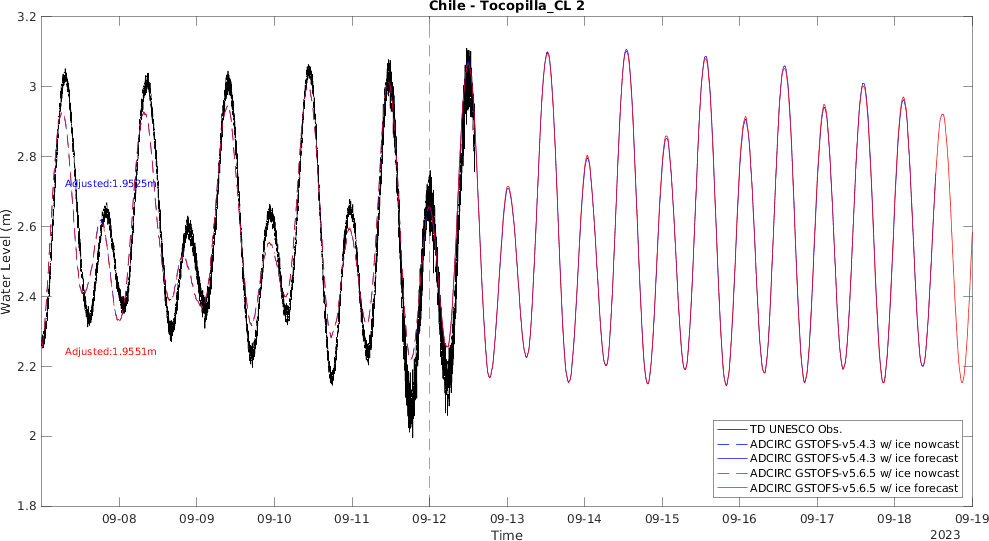 Chile - Tocopilla_CL 2
3.2
3
2.8
2.6
2.4
2.2
2
1.8
Water Level (m)
Adjusted:1.9525m
Adjusted:1.9551m
TD UNESCO Obs.
ADCIRC GSTOFS-v5.4.3 w/ ice nowcast
ADCIRC GSTOFS-v5.4.3 w/ ice forecast
ADCIRC GSTOFS-v5.6.5 w/ ice nowcast
ADCIRC GSTOFS-v5.6.5 w/ ice forecast
09-08 09-09 09-10 09-11 09-12 09-13 09-14 09-15 09-16 09-17 09-18 09-19
Time
2023